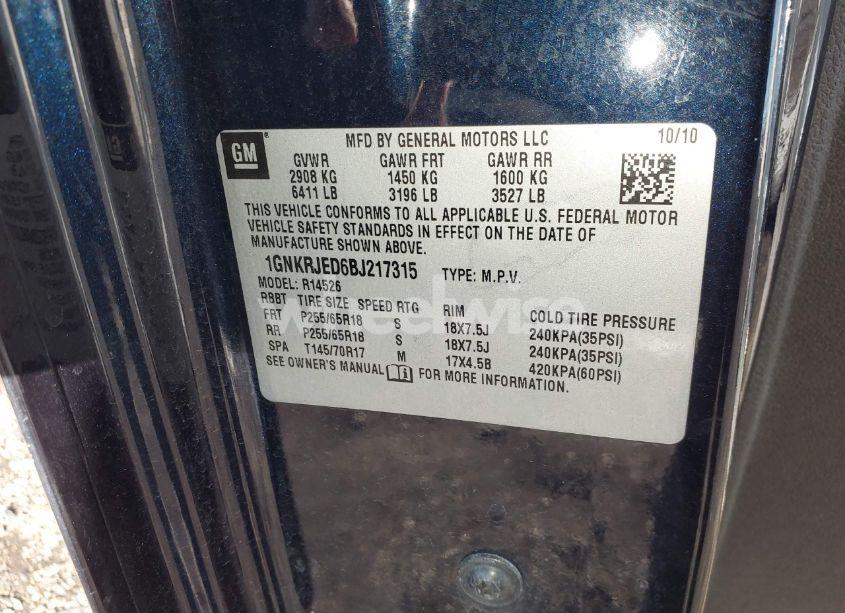 GM
MFD BY GENERAL MOTORS LLC 10/10
GVWR GAWR FRT GAWR RR
2908 KG 1450 KG 1600 KG
6411 LB 3196 LB 3527 LB
THIS VEHICLE CONFORMS TO ALL APPLICABLE U.S. FEDERAL MOTOR
VEHICLE SAFETY STANDARDS IN EFFECT ON THE DATE OF
MANUFACTURE SHOWN ABOVE.
1GNKRJED6BJ217315 TYPE: M.P.V.
MODEL: R14526
RBBT TIRE SIZE SPEED RTG RIM COLD TIRE PRESSURE
FRT P255/65R18 S 18X7.5J 240KPA(35PSI)
RR P255/65R18 S 18X7.5J 240KPA(35PSI)
SPA T145/70R17 M 17X4.5B 420KPA(60PSI)
SEE OWNER'S MANUAL FOR MORE INFORMATION.
wheelwise